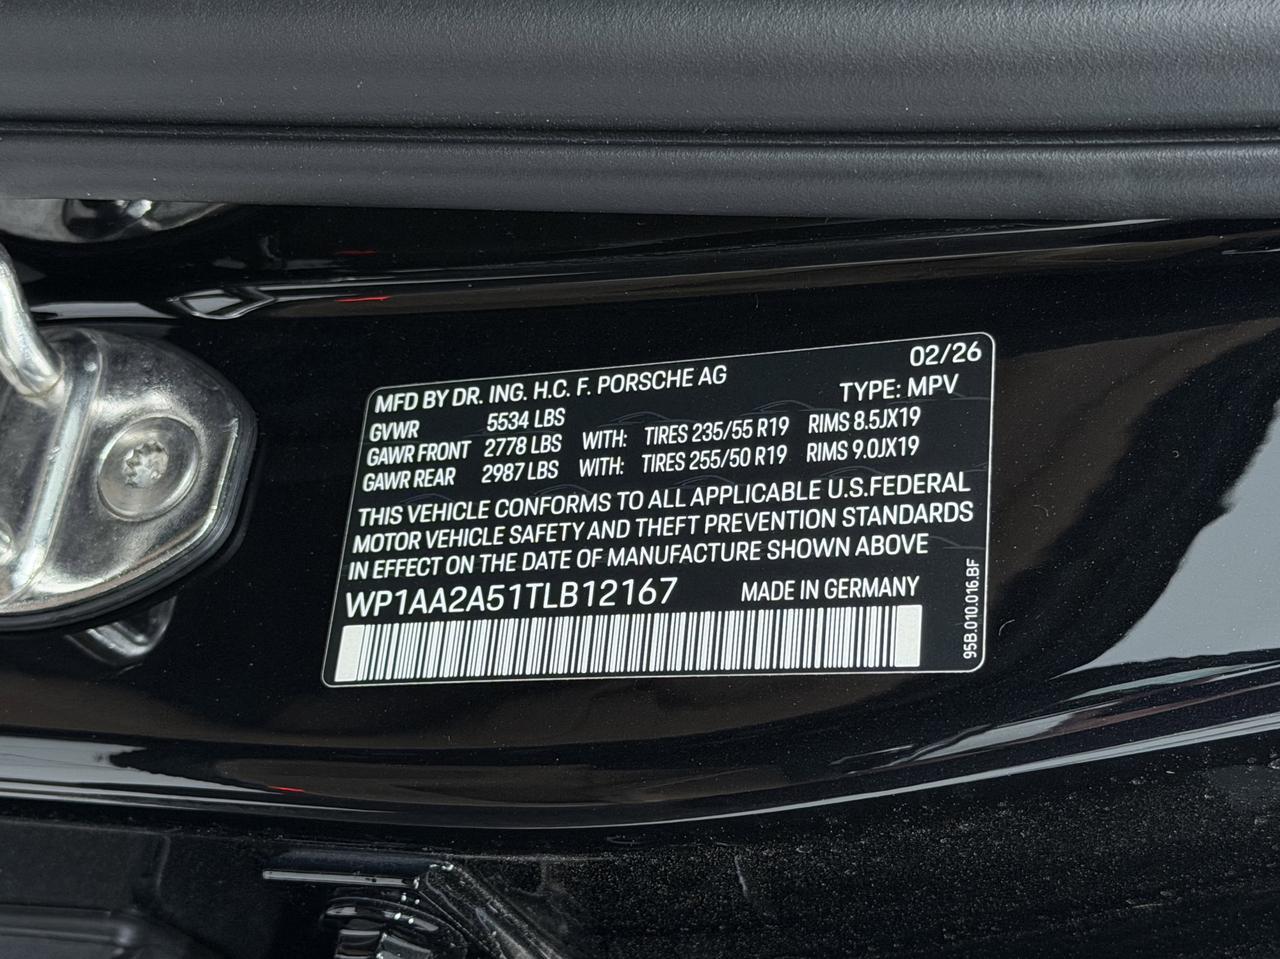 02/26
MFD BY DR. ING. H.C. F. PORSCHE AG TYPE: MPV
GVWR 5534 LBS
GAWR FRONT 2778 LBS WITH: TIRES 235/55 R19 RIMS 8.5JX19
GAWR REAR 2987 LBS WITH: TIRES 255/50 R19 RIMS 9.0JX19
THIS VEHICLE CONFORMS TO ALL APPLICABLE U.S.FEDERAL
MOTOR VEHICLE SAFETY AND THEFT PREVENTION STANDARDS
IN EFFECT ON THE DATE OF MANUFACTURE SHOWN ABOVE
WP1AA2A51TLB12167 MADE IN GERMANY
95B.010.016.BF